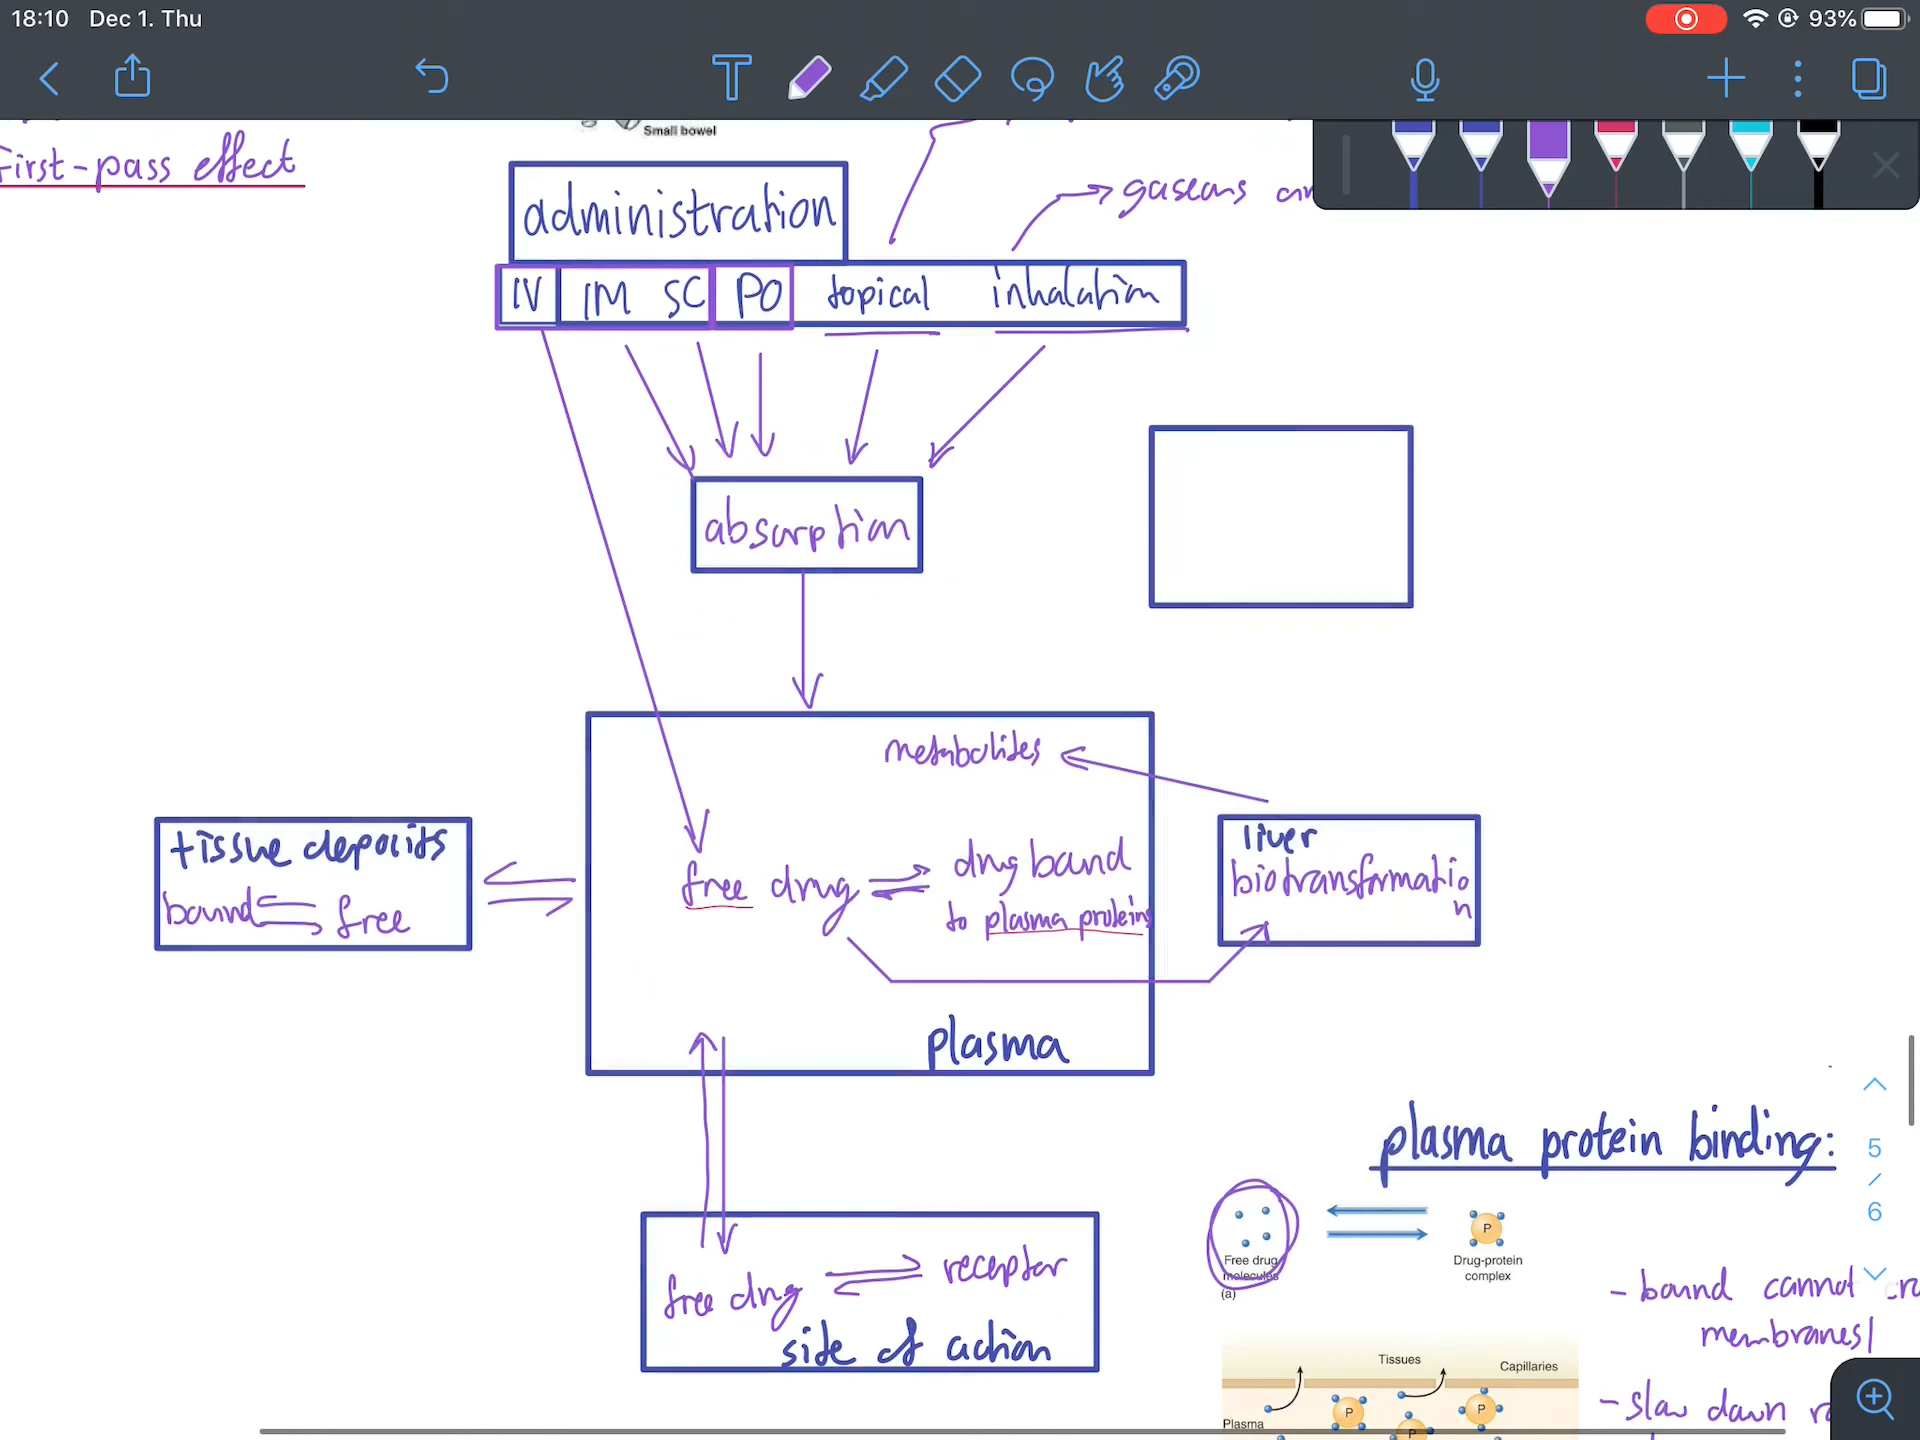 18:10 Dec 1. Thu
93%
Small bowel
First-pass effect
administration
gaseous
IV IM SC PO topical inhalation
absorption
metabolites
tissue deposits
bound free
free drug
drug bound
to plasma proteins
liver
biotransformatio
n
plasma
plasma protein binding:
5
/
6
Free drug
molecules
(a)
P
Drug-protein
complex
free drug receptor
site of action
- bound cannot
membranes
- slow down
Tissues
Capillaries
Plasma
P
P
P